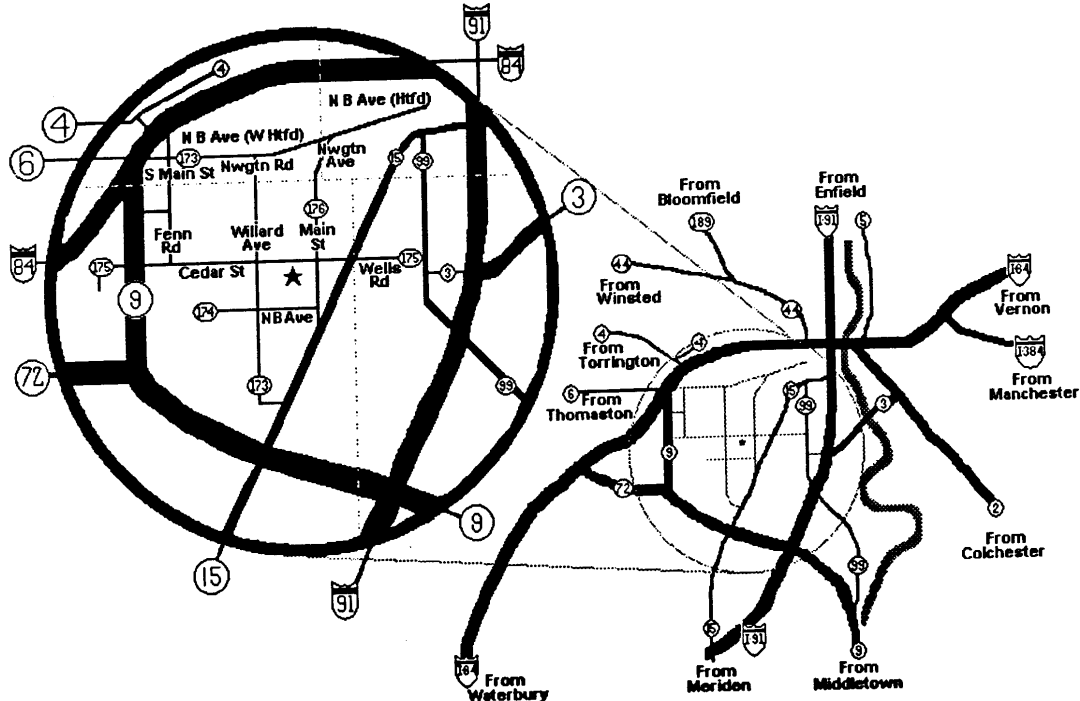 91
84
4
N B Ave (Htfd)
4
N B Ave (W Htfd)
6
173
Nwgtn
Ave
15
99
S Main St
Nwgtn Rd
3
176
Fenn
Rd
Willard
Ave
Main
St
84
175
Cedar St
Wells
Rd
175
3
9
174
N B Ave
72
173
99
9
15
91
From
Bloomfield
From
Enfield
189
I 91
5
44
From
Winsted
I 84
From
Vernon
44
4
From
Torrington
4
I 384
From
Manchester
6
From
Thomaston
15
99
3
9
72
2
From
Colchester
99
15
I 91
9
From
Meriden
From
Middletown
I 84
From
Waterbury